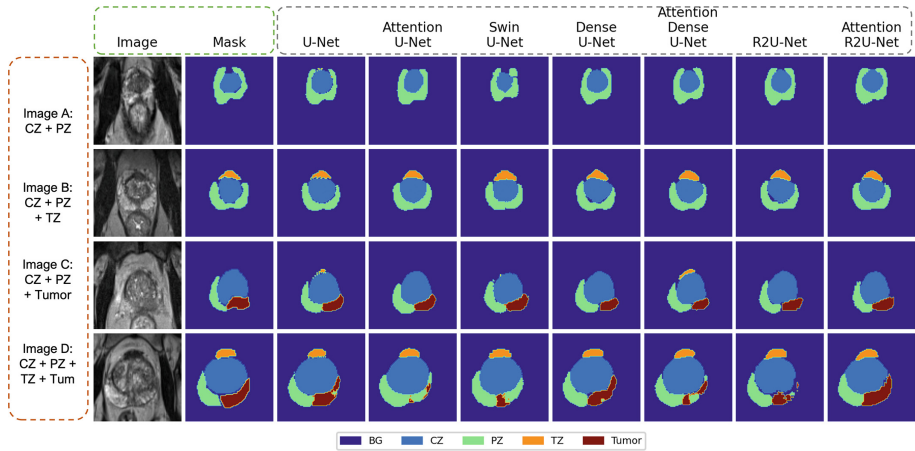 Image
Mask
U-Net
Attention
U-Net
Swin
U-Net
Dense
U-Net
Attention
Dense
U-Net
R2U-Net
Attention
R2U-Net
Image A:
CZ + PZ
Image B:
CZ + PZ
+ TZ
Image C:
CZ + PZ
+ Tumor
Image D:
CZ + PZ +
TZ + Tum
BG CZ PZ TZ Tumor